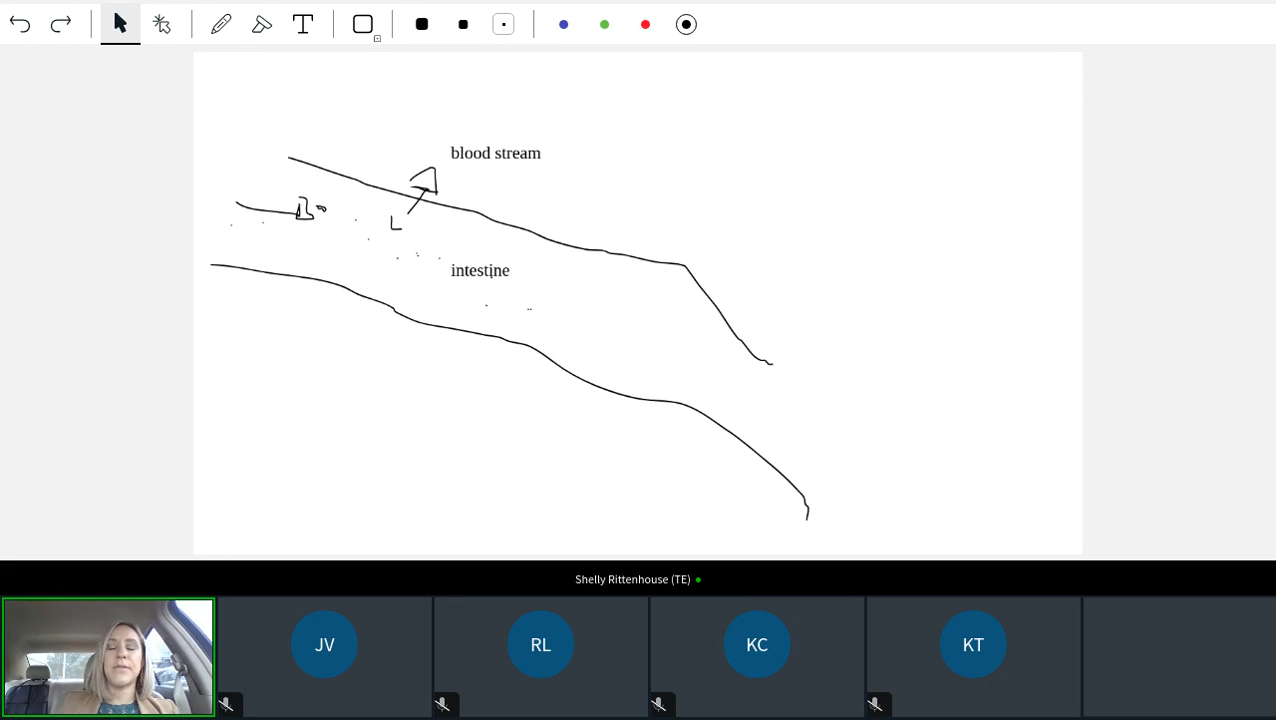 T
blood stream
L
intestine
Shelly Rittenhouse (TE)
JV
RL
KC
KT